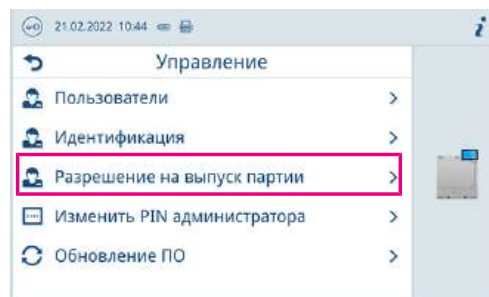 21.02.2022 10:44
i
Управление
Пользователи
Идентификация
Разрешение на выпуск партии
Изменить PIN администратора
Обновление ПО